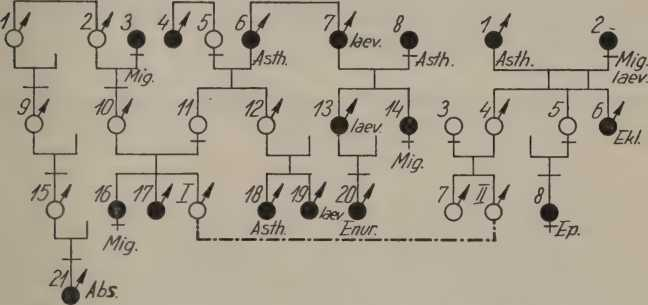 1 2 3 4 5 6 7 8 1 2
Mig. Asth. laev. Asth. Asth. Mig.
laev.
9 10 11 12 13 14 3 4 5 6
laev. Mig. Ekl.
15 16 17 I 18 19 20 7 II 8
Mig. Asth. laev Enur. Ep.
21 Abs.